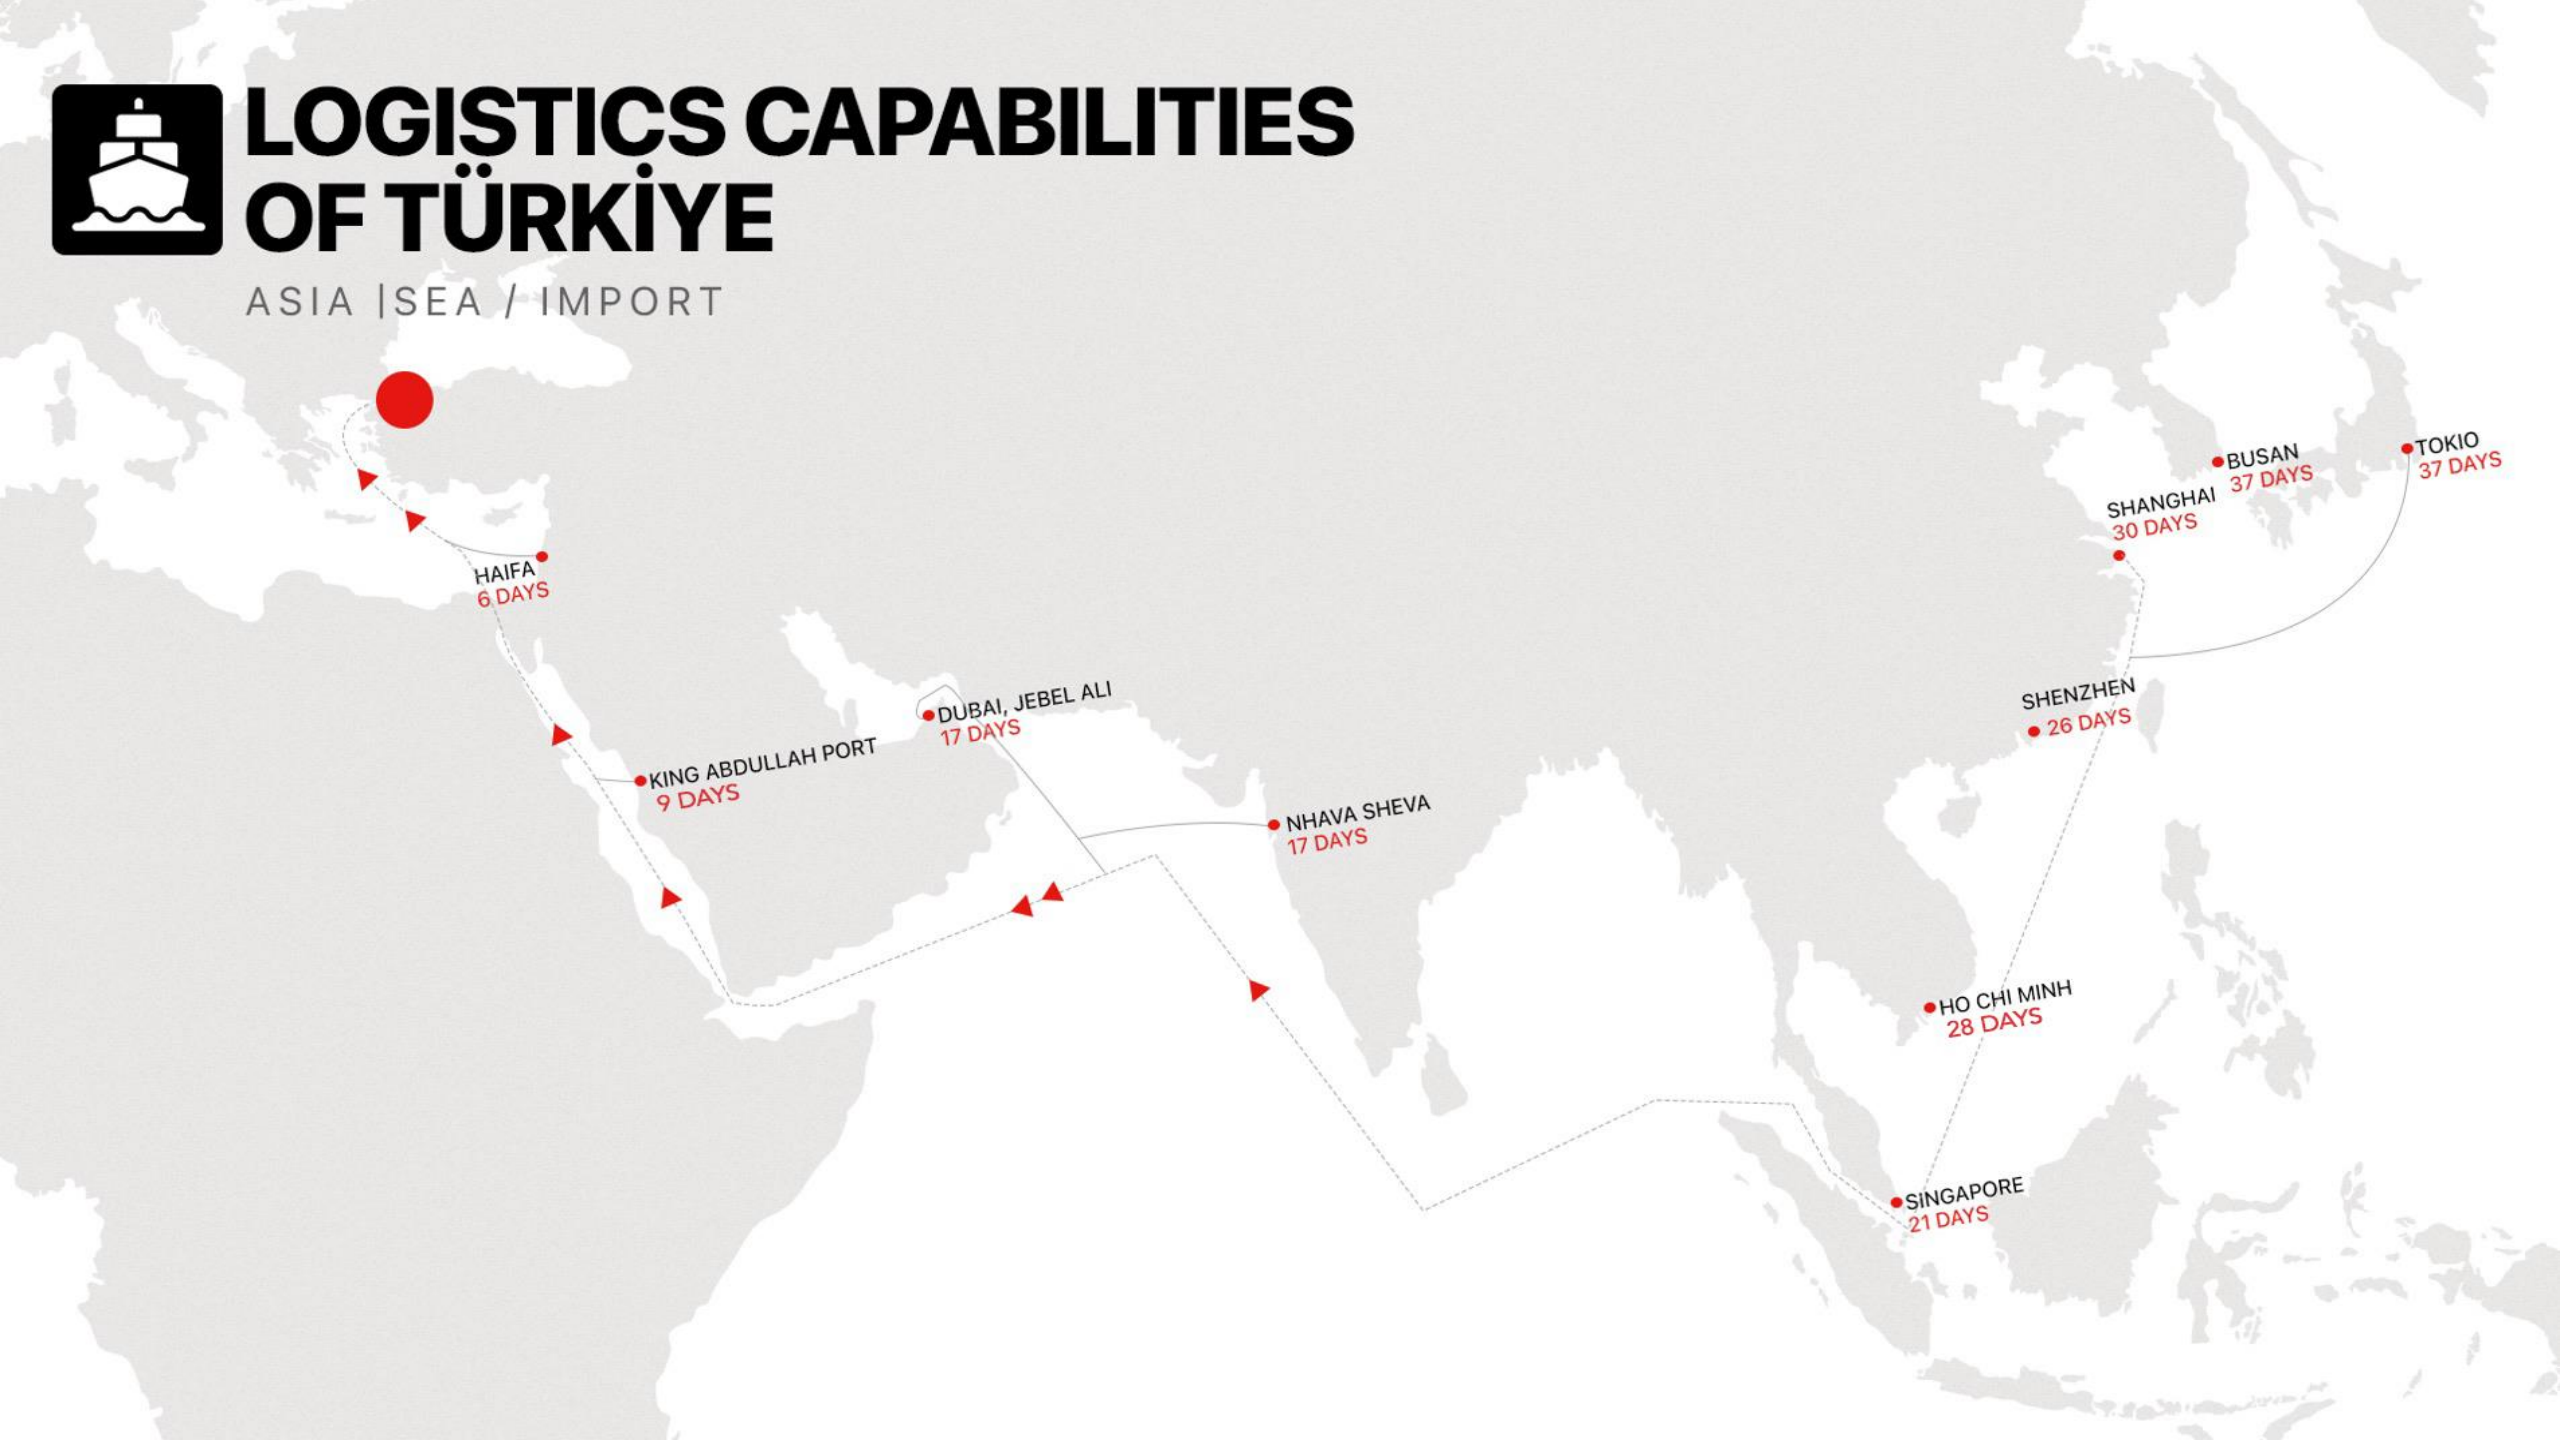 LOGISTICS CAPABILITIES
OF TÜRKİYE
ASIA |SEA / IMPORT
TOKIO
37 DAYS
BUSAN
37 DAYS
SHANGHAI
30 DAYS
HAIFA
6 DAYS
DUBAI, JEBEL ALI
17 DAYS
SHENZHEN
26 DAYS
KING ABDULLAH PORT
9 DAYS
NHAVA SHEVA
17 DAYS
HO CHI MINH
28 DAYS
SINGAPORE
21 DAYS